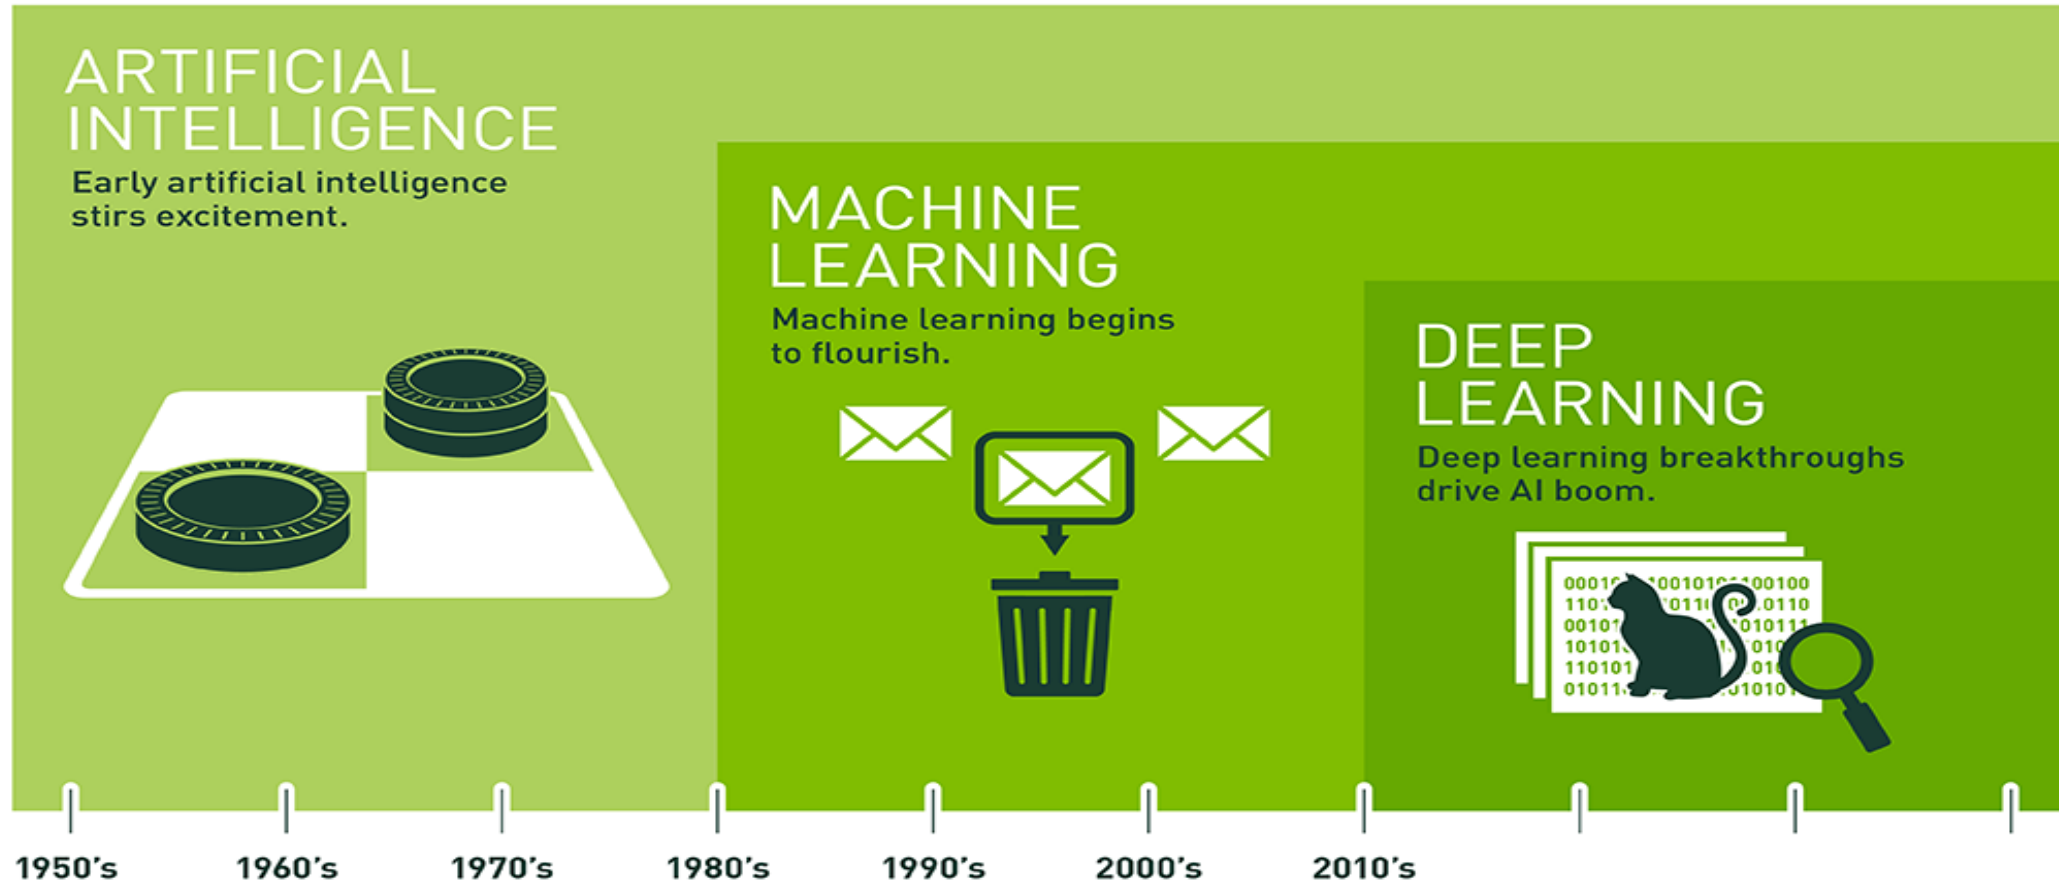 ARTIFICIAL
INTELLIGENCE
Early artificial intelligence
stirs excitement.
MACHINE
LEARNING
Machine learning begins
to flourish.
DEEP
LEARNING
Deep learning breakthroughs
drive AI boom.
1950's
1960's
1970's
1980's
1990's
2000's
2010's